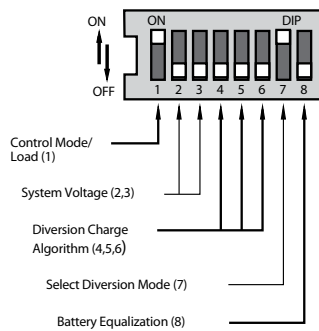 ON
OFF
ON DIP
1 2 3 4 5 6 7 8
Control Mode/
Load (1)
System Voltage (2,3)
Diversion Charge
Algorithm (4,5,6)
Select Diversion Mode (7)
Battery Equalization (8)